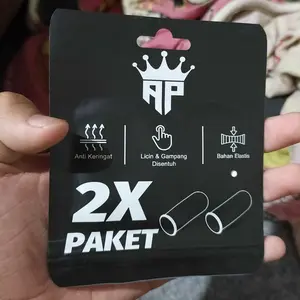 AP
Anti Keringat
Licin & Gampang
Disentuh
Bahan Elastis
2X
PAKET